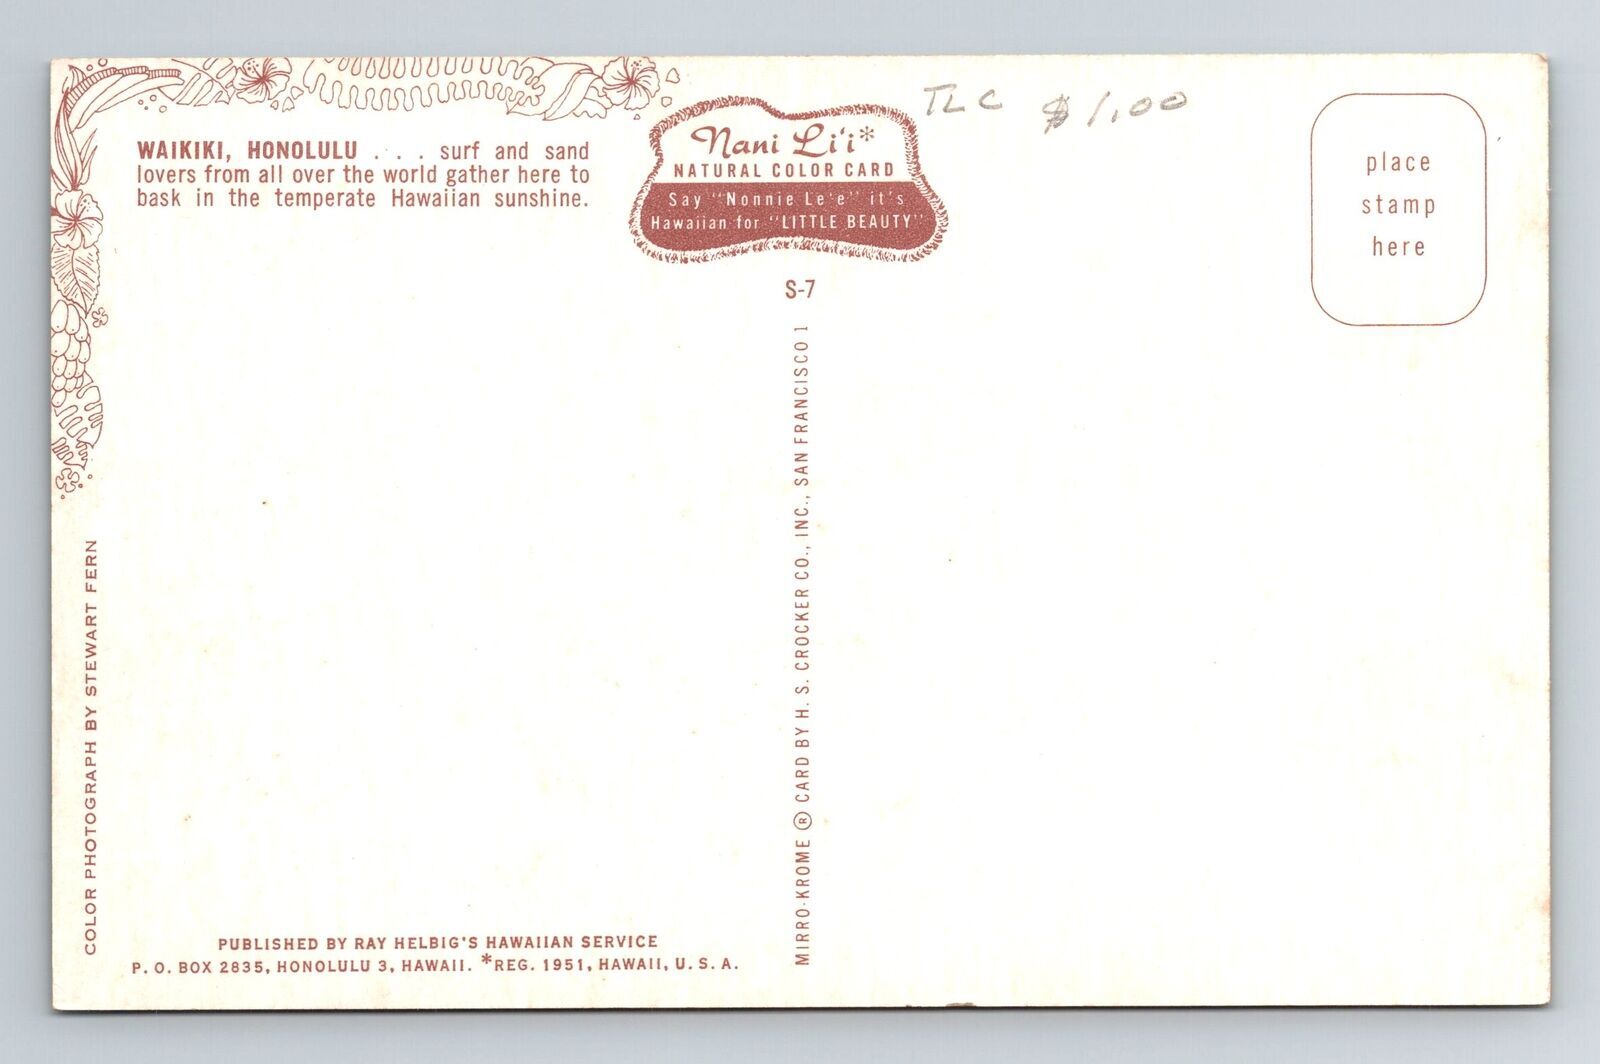 WAIKIKI, HONOLULU . . . surf and sand
lovers from all over the world gather here to
bask in the temperate Hawaiian sunshine.
Nani Li'i*
NATURAL COLOR CARD
Say "Nonnie Le'e" it's
Hawaiian for "LITTLE BEAUTY"
S-7
TLC $1.00
place
stamp
here
COLOR PHOTOGRAPH BY STEWART FERN
MIRRO-KROME ® CARD BY H. S. CROCKER CO., INC., SAN FRANCISCO 1
PUBLISHED BY RAY HELBIG'S HAWAIIAN SERVICE
P. O. BOX 2835, HONOLULU 3, HAWAII. *REG. 1951, HAWAII, U. S. A.